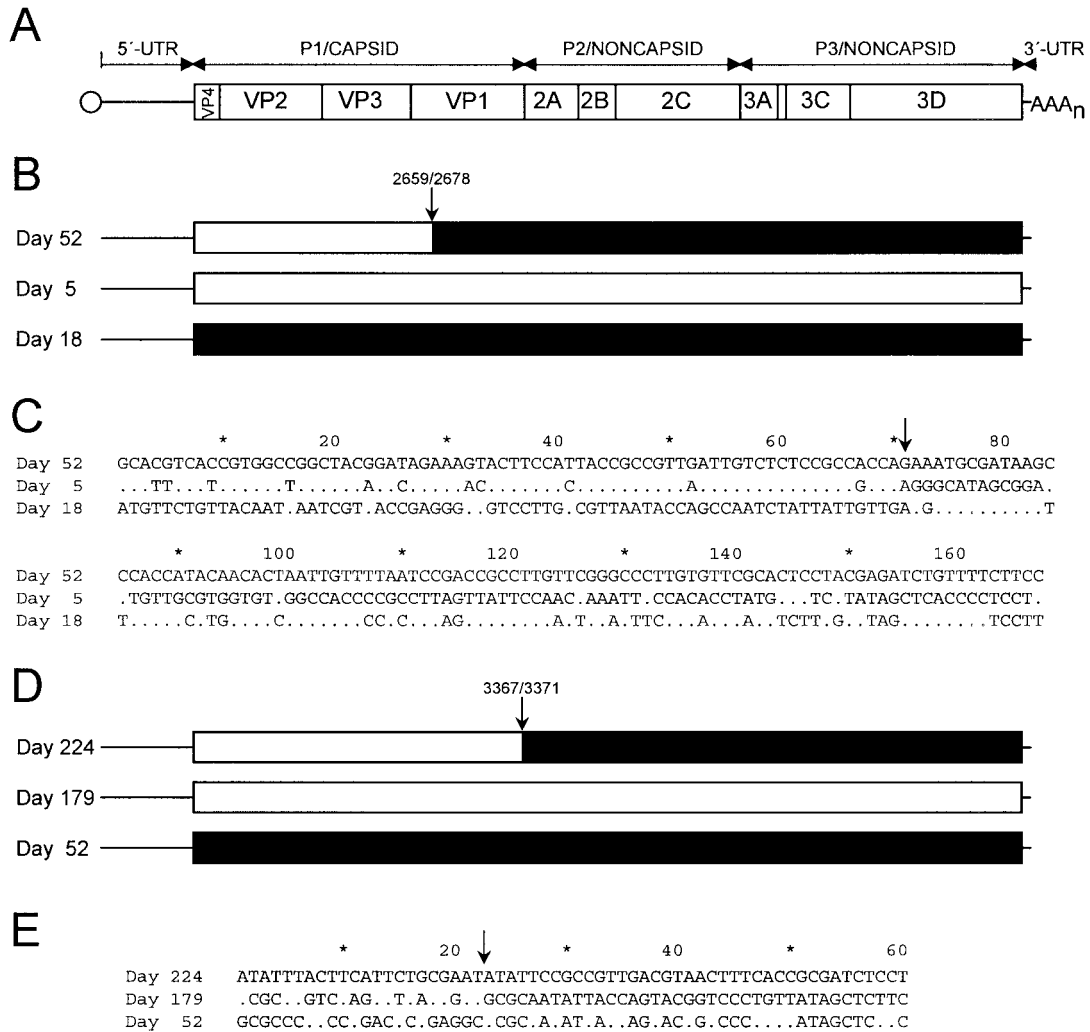 A
5´-UTR P1/CAPSID P2/NONCAPSID P3/NONCAPSID 3´-UTR
VP4 VP2 VP3 VP1 2A 2B 2C 3A 3C 3D AAAn
B
2659/2678
Day 52
Day 5
Day 18
C
* 20 * 40 * 60 * 80
Day 52 GCACGTCACCGTGGCCGGCTACGGATAGAAAGTACTTCCATTACCGCCGTTGATTGTCTCTCCGCCACCAGAAATGCGATAAGC
Day 5 ...TT...G......T......A..C.....AC.......C..........A..............G...AGGGCATAGCGGA.
Day 18 ATGTTCTGTTACAAT.AATCGT.ACCGAGGG..GTCCTTG.CGTTAATACCAGCCAATCTATTATTGTTGA.G..........T
* 100 * 120 * 140 * 160
Day 52 CCACCATACAACACTAATTGTTTTAATCCGACCGCCTTGTTCGGGCCCTTGTGTTCGCACTCCTACGAGATCTGTTTTCTTCC
Day 5 .TGTTGCGTGGTGT.GGCCACCCCGCCTTAGTTATTCCAAC.AAATT.CCACACCTATG...TC.TATAGCTCACCCCTCCT.
Day 18 T.....C.TG....C.......CC.C...AG........A.T..A.TTC...A...A..TCTT.G..TAG........TCCTT
D
3367/3371
Day 224
Day 179
Day 52
E
* 20 * 40 * 60
Day 224 ATATTTACTTCATTCTGCGAATATATTCCGCCGTTGACGTAACTTTCACCGCGATCTCCT
Day 179 .CGC..GTC.AG..T.A..G..GCGCAATATTACCAGTACGGTCCCTGTTATAGCTCTTC
Day 52 GCGCCC..CC.GAC.C.GAGGC.CGC.A.AT.A..AG.AC.G.CCC....ATAGCTC..C